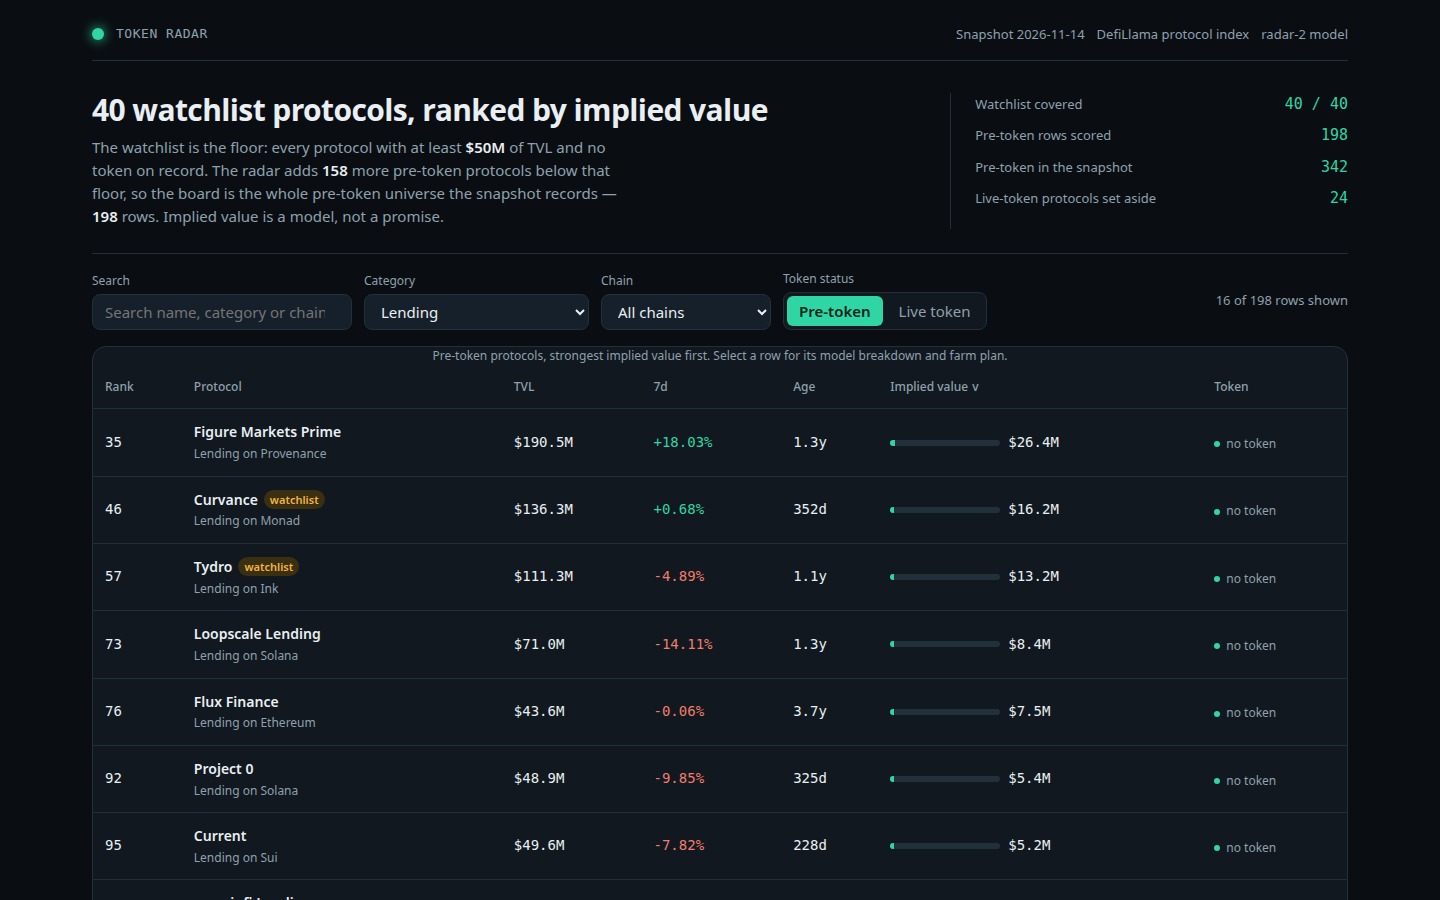 TOKEN RADAR
Snapshot 2026-11-14 DefiLlama protocol index radar-2 model
40 watchlist protocols, ranked by implied value
The watchlist is the floor: every protocol with at least $50M of TVL and no
token on record. The radar adds 158 more pre-token protocols below that
floor, so the board is the whole pre-token universe the snapshot records —
198 rows. Implied value is a model, not a promise.
Watchlist covered 40 / 40
Pre-token rows scored 198
Pre-token in the snapshot 342
Live-token protocols set aside 24
Search Category Chain Token status
Search name, category or chain Lending All chains Pre-token Live token
16 of 198 rows shown
Pre-token protocols, strongest implied value first. Select a row for its model breakdown and farm plan.
Rank Protocol TVL 7d Age Implied value v Token
35 Figure Markets Prime $190.5M +18.03% 1.3y $26.4M no token
Lending on Provenance
46 Curvance watchlist $136.3M +0.68% 352d $16.2M no token
Lending on Monad
57 Tydro watchlist $111.3M -4.89% 1.1y $13.2M no token
Lending on Ink
73 Loopscale Lending $71.0M -14.11% 1.3y $8.4M no token
Lending on Solana
76 Flux Finance $43.6M -0.06% 3.7y $7.5M no token
Lending on Ethereum
92 Project 0 $48.9M -9.85% 325d $5.4M no token
Lending on Solana
95 Current $49.6M -7.82% 228d $5.2M no token
Lending on Sui